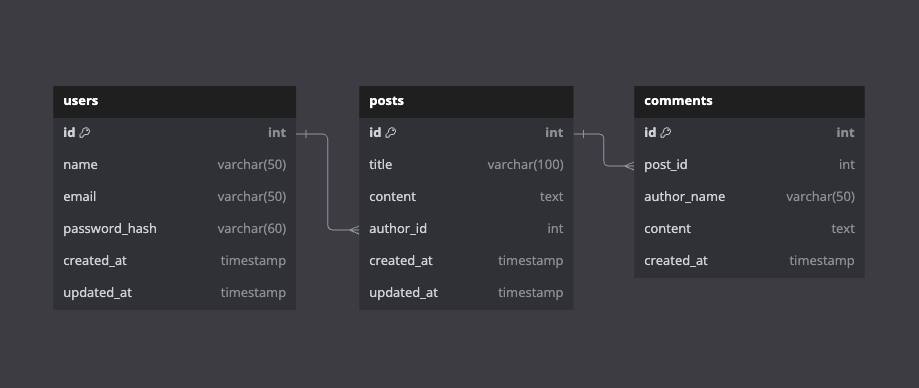 users
id int
name varchar(50)
email varchar(50)
password_hash varchar(60)
created_at timestamp
updated_at timestamp
posts
id int
title varchar(100)
content text
author_id int
created_at timestamp
updated_at timestamp
comments
id int
post_id int
author_name varchar(50)
content text
created_at timestamp